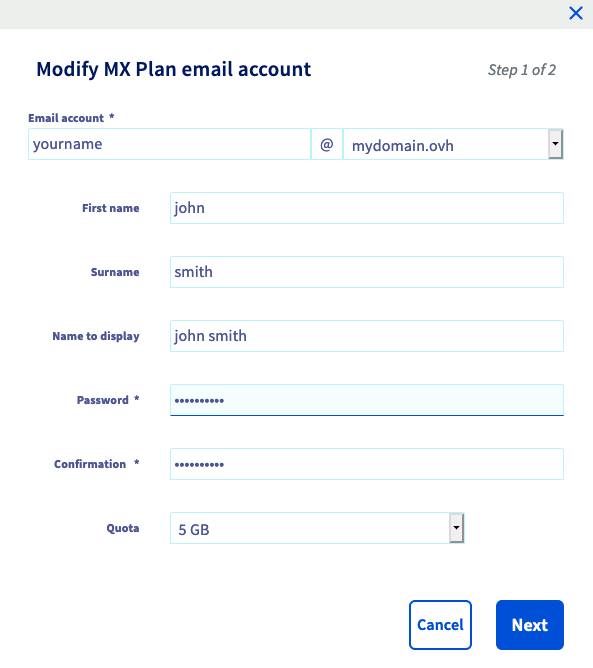 Modify MX Plan email account
Step 1 of 2
Email account *
yourname @ mydomain.ovh
First name john
Surname smith
Name to display john smith
Password * ••••••••••
Confirmation * ••••••••••
Quota 5 GB
Cancel Next